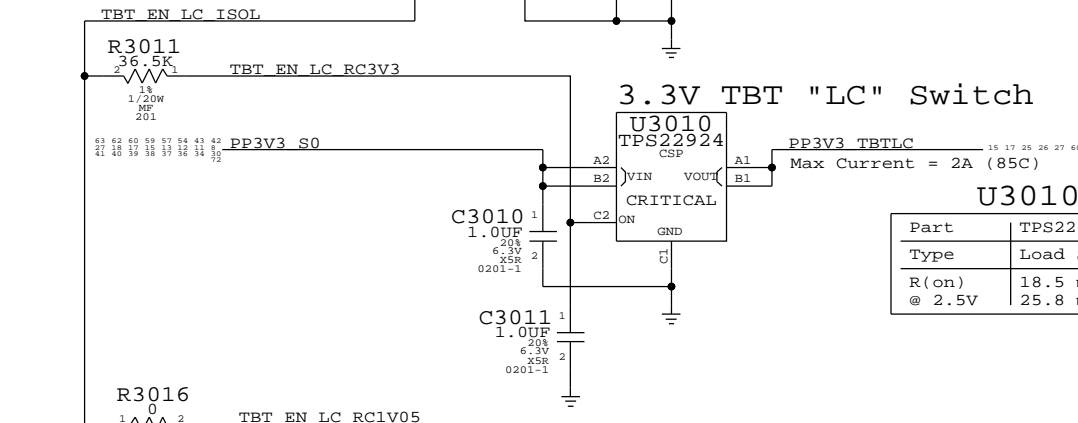 TBT_EN_LC_ISOL
R3011
36.5K
2 1
TBT_EN_LC_RC3V3
1%
1/20W
MF
201
3.3V TBT "LC" Switch
63 62 60 59 57 54 43 42
27 18 17 15 13 12 11 8
41 40 39 38 37 36 34 30
72
PP3V3_S0
U3010
TPS22924
CSP
A2 A1
B2 VIN VOUT B1
CRITICAL
C2 ON
GND
C1
PP3V3_TBTLC
15 17 25 26 27
Max Current = 2A (85C)
U3010
Part TPS22
Type Load
R(on) 18.5
@ 2.5V 25.8
C3010 1
1.0UF
20%
6.3V
X5R 2
0201-1
C3011 1
1.0UF
20%
6.3V
X5R 2
0201-1
R3016
0
1 2
TBT_EN_LC_RC1V05